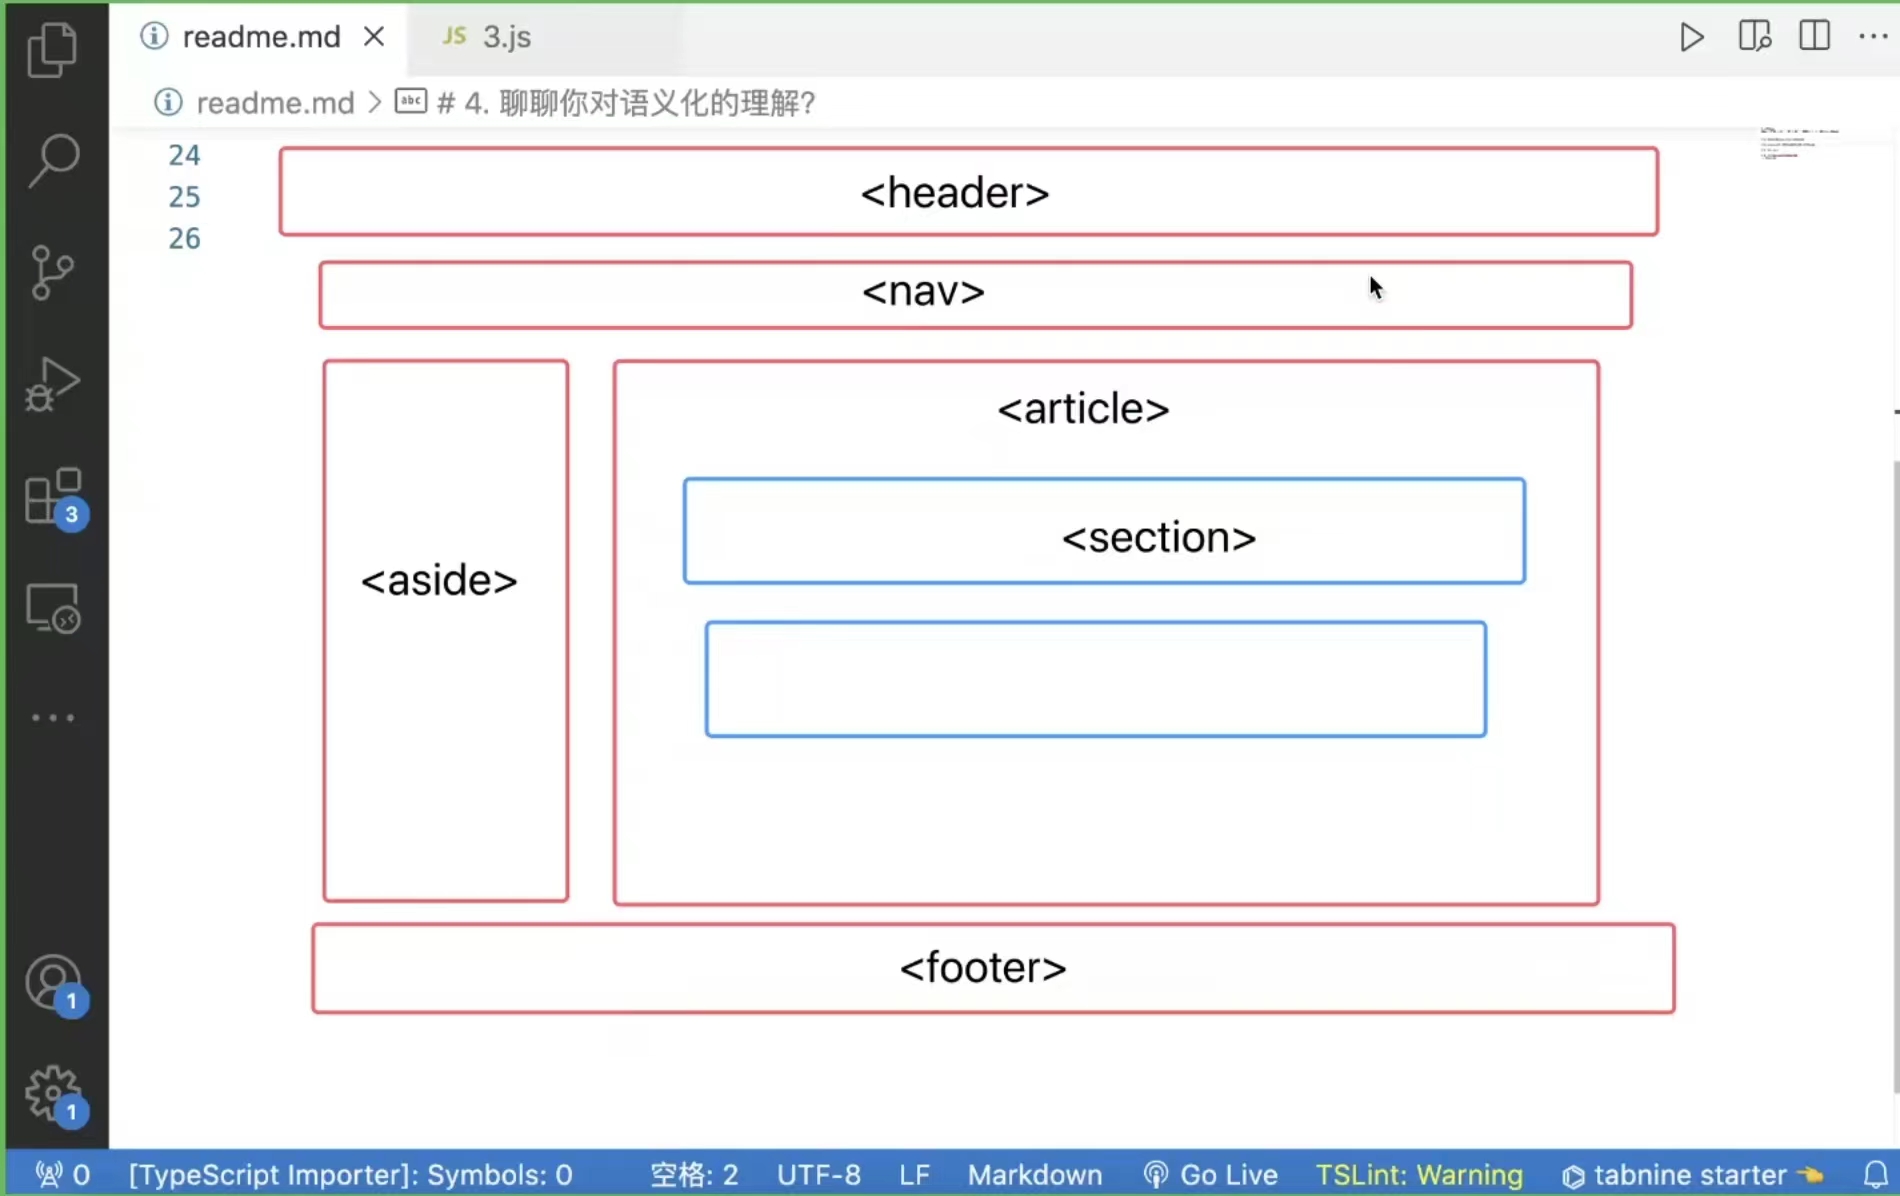 readme.md
JS 3.js
readme.md > # 4. 聊聊你对语义化的理解?
24
25
26
<header>
<nav>
<article>
<section>
<aside>
<footer>
3
1
1
0 [TypeScript Importer]: Symbols: 0 空格: 2 UTF-8 LF Markdown Go Live TSLint: Warning tabnine starter